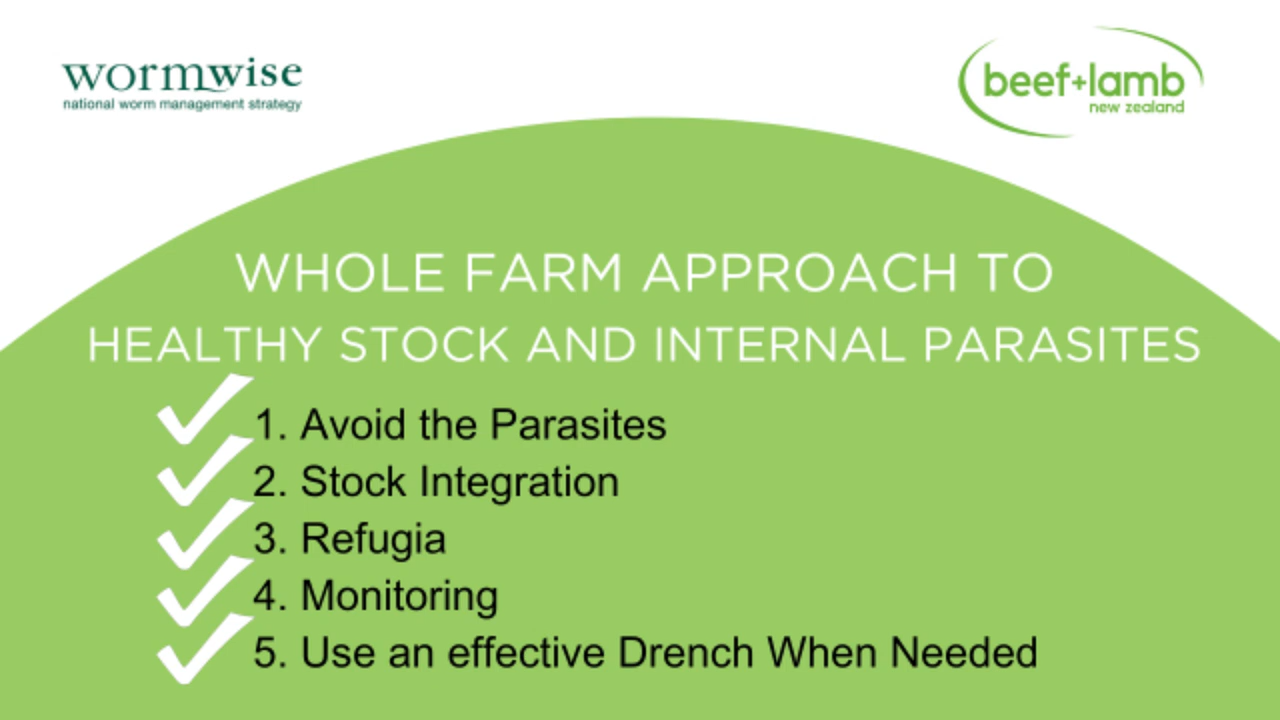 wormwise
national worm management strategy
beef+lamb
new zealand
WHOLE FARM APPROACH TO
HEALTHY STOCK AND INTERNAL PARASITES
1. Avoid the Parasites
2. Stock Integration
3. Refugia
4. Monitoring
5. Use an effective Drench When Needed